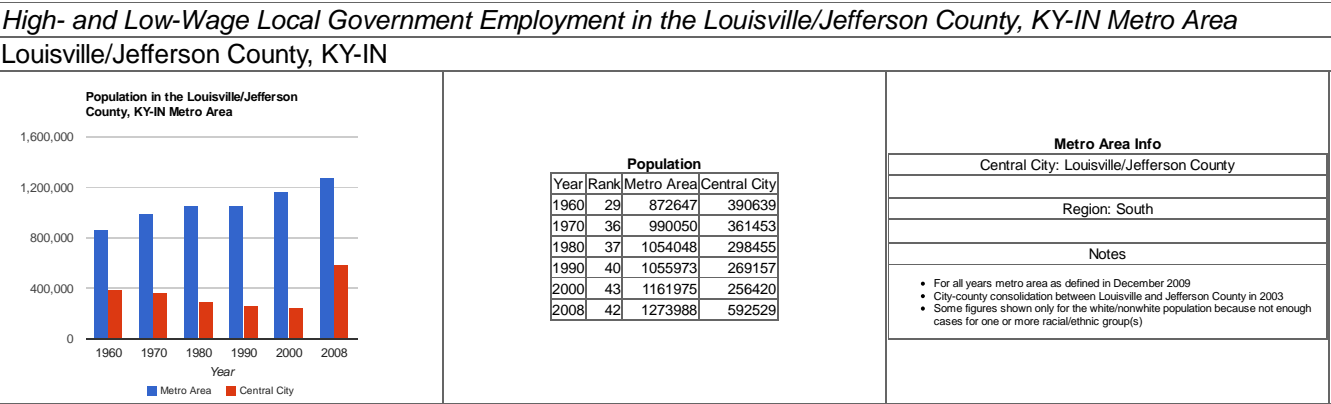 High- and Low-Wage Local Government Employment in the Louisville/Jefferson County, KY-IN Metro Area
Louisville/Jefferson County, KY-IN
Population in the Louisville/Jefferson
County, KY-IN Metro Area
1,600,000
1,200,000
800,000
400,000
0
1960 1970 1980 1990 2000 2008
Year
Metro Area Central City
Population
Year Rank Metro Area Central City
1960 29 872647 390639
1970 36 990050 361453
1980 37 1054048 298455
1990 40 1055973 269157
2000 43 1161975 256420
2008 42 1273988 592529
Metro Area Info
Central City: Louisville/Jefferson County
Region: South
Notes
• For all years metro area as defined in December 2009
• City-county consolidation between Louisville and Jefferson County in 2003
• Some figures shown only for the white/nonwhite population because not enough
cases for one or more racial/ethnic group(s)